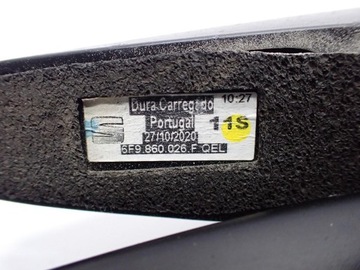 Dura Carregado 10:27
Portugal 11S
27/10/2020
6F9.860.026.F QEL